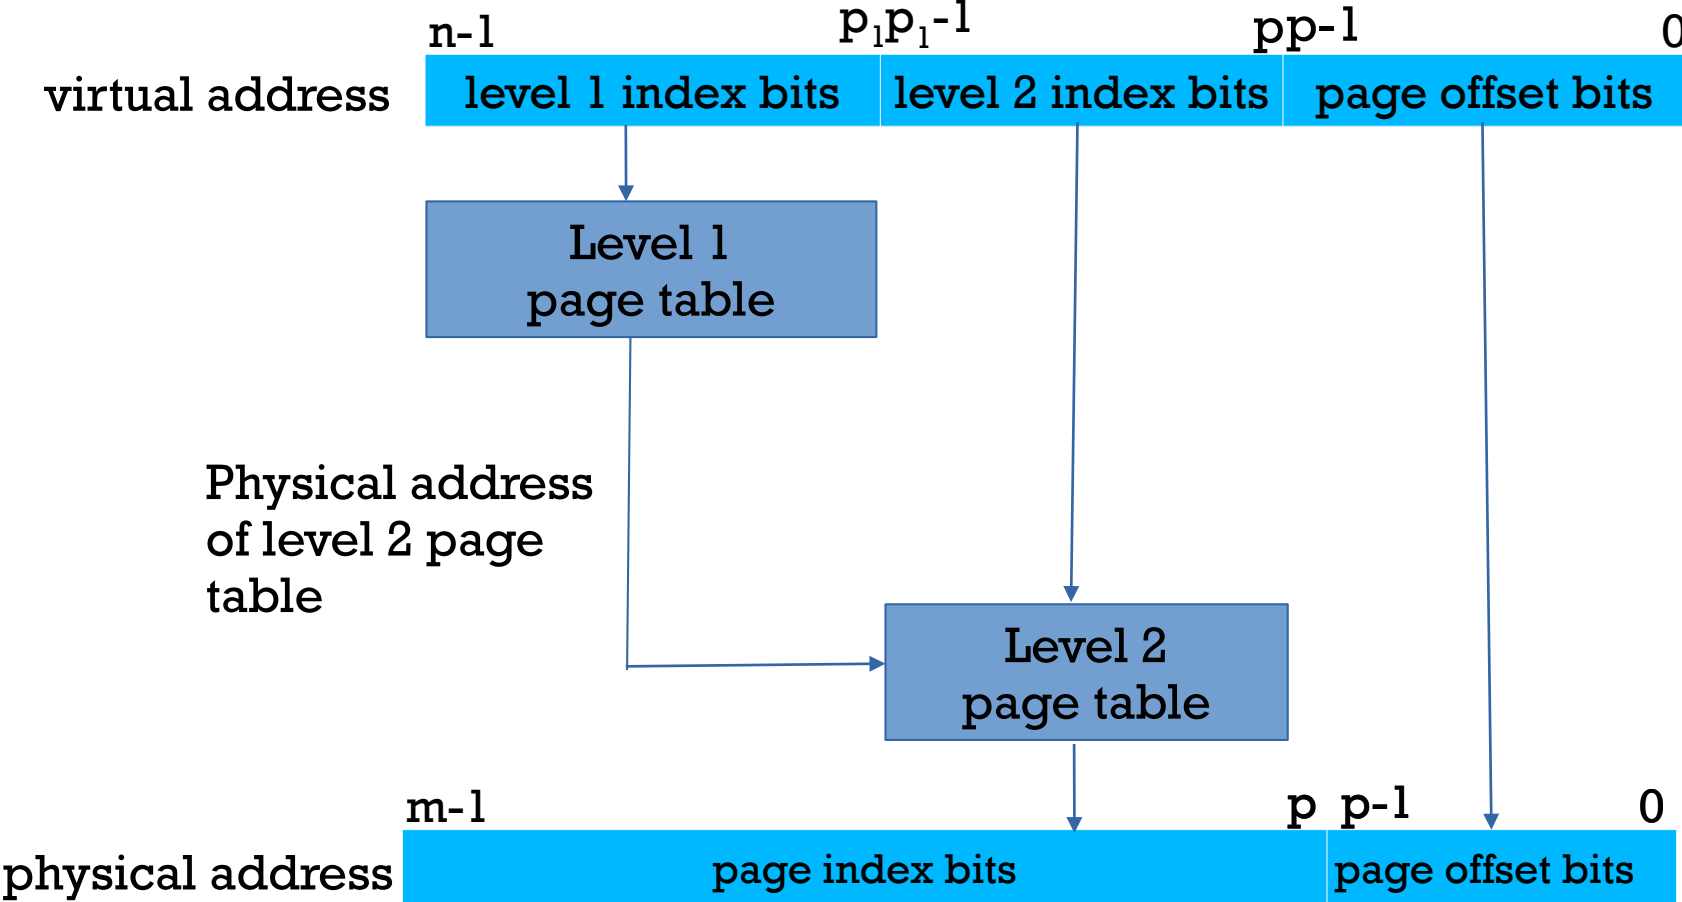 n-1 p₁p₁-1 pp-1 0
virtual address level 1 index bits level 2 index bits page offset bits
Level 1
page table
Physical address
of level 2 page
table
Level 2
page table
m-1 p p-1 0
physical address page index bits page offset bits